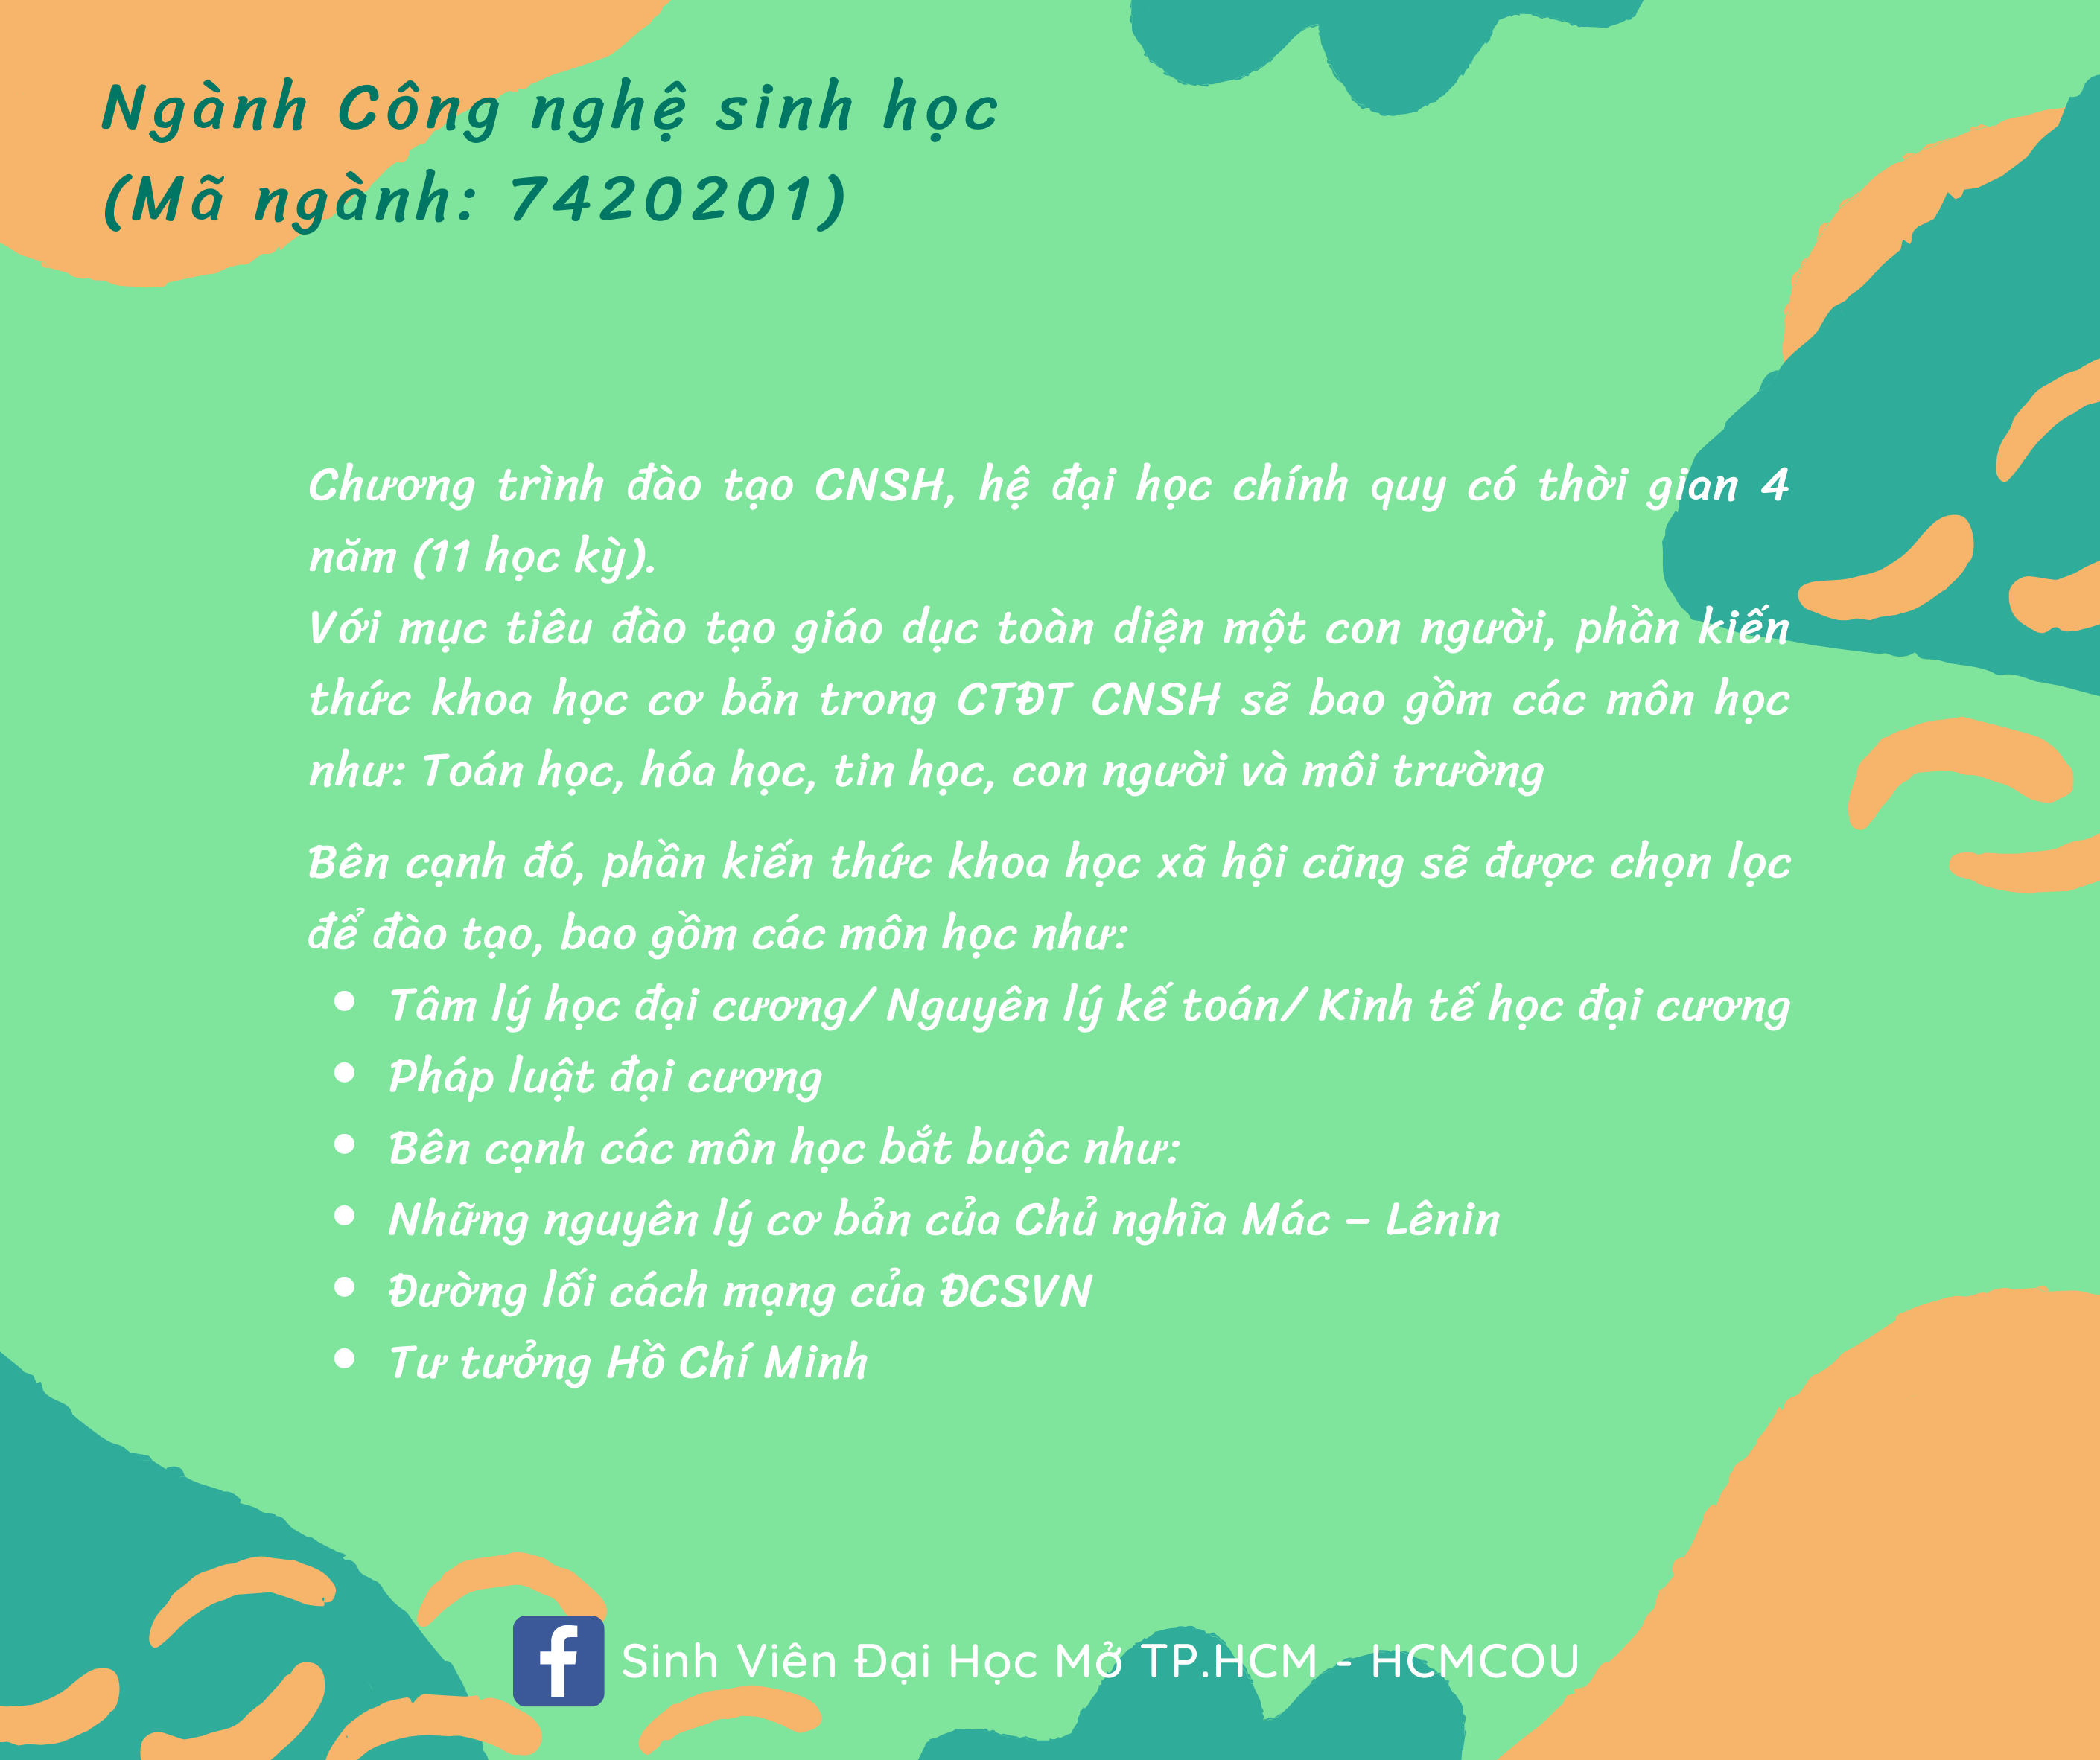 Ngành Công nghệ sinh học
(Mã ngành: 7420201)
Chương trình đào tạo CNSH, hệ đại học chính quy có thời gian 4
năm (11 học kỳ).
Với mục tiêu đào tạo giáo dục toàn diện một con người, phần kiến
thức khoa học cơ bản trong CTĐT CNSH sẽ bao gồm các môn học
như: Toán học, hóa học, tin học, con người và môi trường
Bên cạnh đó, phần kiến thức khoa học xã hội cũng sẽ được chọn lọc
để đào tạo, bao gồm các môn học như:
• Tâm lý học đại cương/ Nguyên lý kế toán/ Kinh tế học đại cương
• Pháp luật đại cương
• Bên cạnh các môn học bắt buộc như:
• Những nguyên lý cơ bản của Chủ nghĩa Mác – Lênin
• Đường lối cách mạng của ĐCSVN
• Tư tưởng Hồ Chí Minh
Sinh Viên Đại Học Mở TP.HCM - HCMCOU